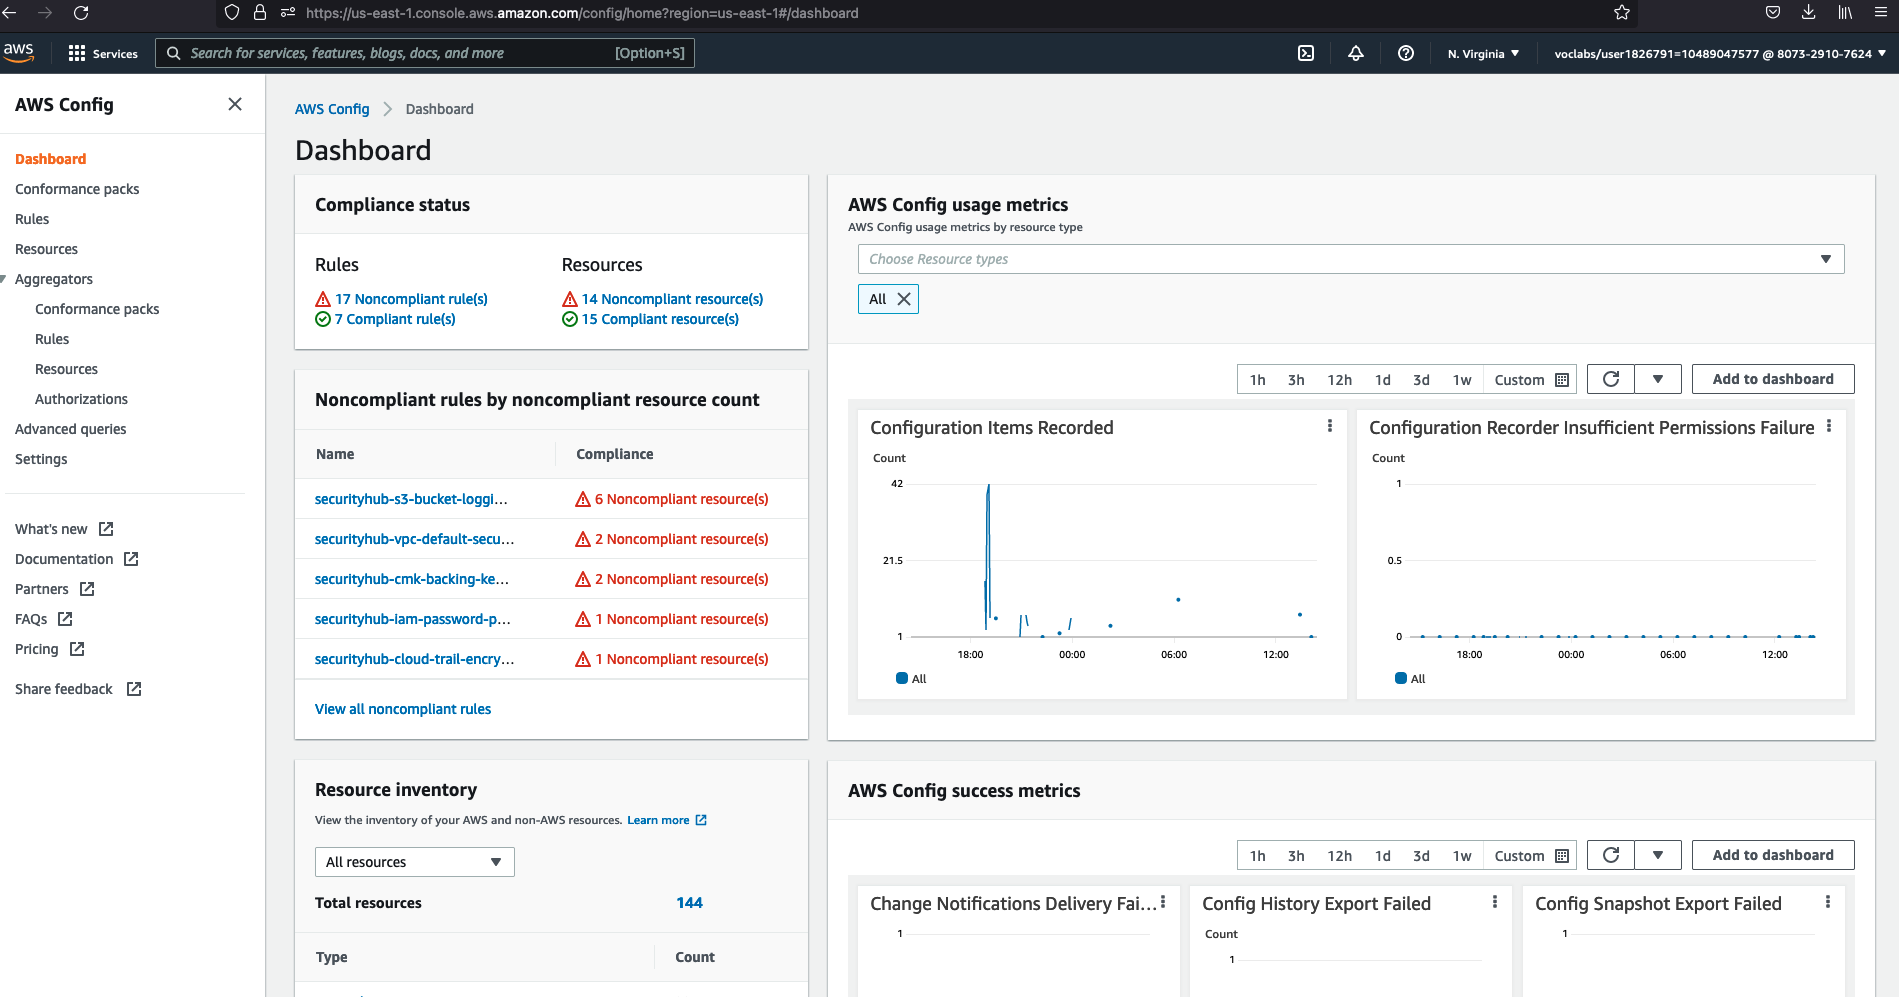 https://us-east-1.console.aws.amazon.com/config/home?region=us-east-1#/dashboard
aws
Services
Search for services, features, blogs, docs, and more
[Option+S]
N. Virginia
voclabs/user1826791=10489047577 @ 8073-2910-7624
AWS Config
Dashboard
Conformance packs
Rules
Resources
Aggregators
Conformance packs
Rules
Resources
Authorizations
Advanced queries
Settings
What's new
Documentation
Partners
FAQs
Pricing
Share feedback
AWS Config
Dashboard
Dashboard
Compliance status
Rules
17 Noncompliant rule(s)
7 Compliant rule(s)
Resources
14 Noncompliant resource(s)
15 Compliant resource(s)
Noncompliant rules by noncompliant resource count
Name
Compliance
securityhub-s3-bucket-loggi...
6 Noncompliant resource(s)
securityhub-vpc-default-secu...
2 Noncompliant resource(s)
securityhub-cmk-backing-ke...
2 Noncompliant resource(s)
securityhub-iam-password-p...
1 Noncompliant resource(s)
securityhub-cloud-trail-encry...
1 Noncompliant resource(s)
View all noncompliant rules
Resource inventory
View the inventory of your AWS and non-AWS resources. Learn more
All resources
Total resources
144
Type
Count
AWS Config usage metrics
AWS Config usage metrics by resource type
Choose Resource types
All
1h
3h
12h
1d
3d
1w
Custom
Add to dashboard
Configuration Items Recorded
Count
42
21.5
1
18:00
00:00
06:00
12:00
All
Configuration Recorder Insufficient Permissions Failure
Count
1
0.5
0
18:00
00:00
06:00
12:00
All
AWS Config success metrics
1h
3h
12h
1d
3d
1w
Custom
Add to dashboard
Change Notifications Delivery Fai...
1
Config History Export Failed
Count
1
Config Snapshot Export Failed
1